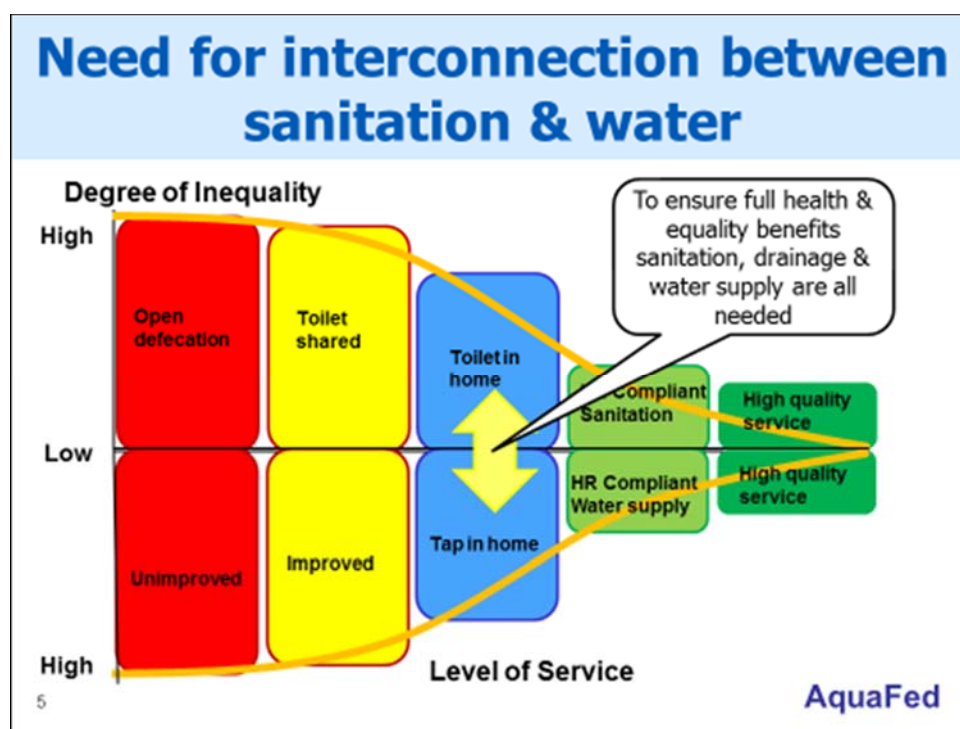 Need for interconnection between
sanitation & water
Degree of Inequality
High
Low
High
To ensure full health &
equality benefits
sanitation, drainage &
water supply are all
needed
Open
defecation
Toilet
shared
Toilet in
home
Compliant
Sanitation
High quality
service
Unimproved
Improved
Tap in home
HR Compliant
Water supply
High quality
service
Level of Service
5
AquaFed